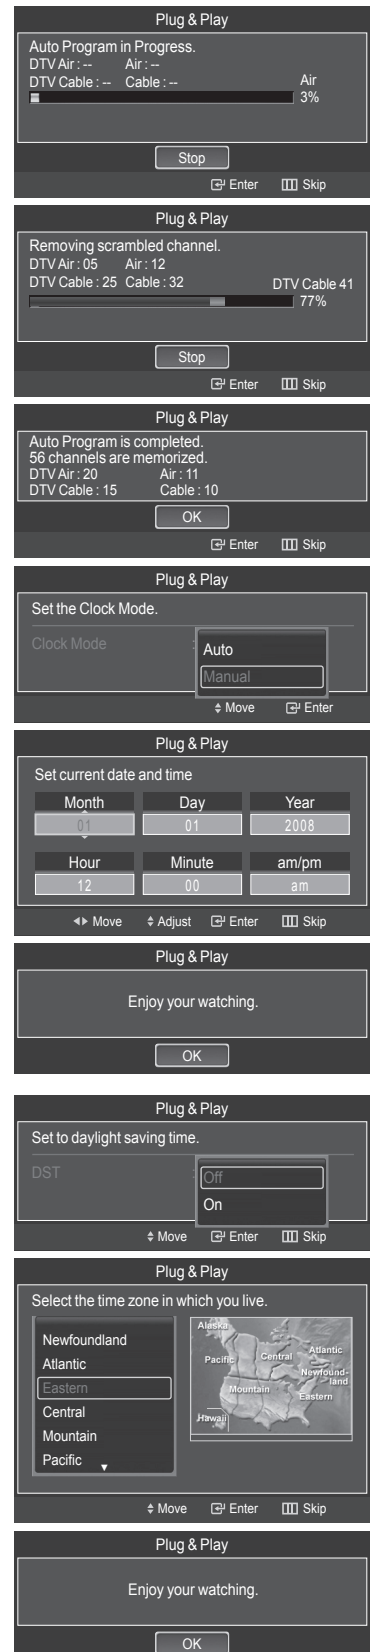 Plug & Play
Auto Program in Progress.
DTV Air : -- Air : --
DTV Cable : -- Cable : --
Air
3%
Stop
Enter Skip
Plug & Play
Removing scrambled channel.
DTV Air : 05 Air : 12
DTV Cable : 25 Cable : 32
DTV Cable 41
77%
Stop
Enter Skip
Plug & Play
Auto Program is completed.
56 channels are memorized.
DTV Air : 20 Air : 11
DTV Cable : 15 Cable : 10
OK
Enter Skip
Plug & Play
Set the Clock Mode.
Clock Mode :
Auto
Manual
Move Enter
Plug & Play
Set current date and time
Month Day Year
01 01 2008
Hour Minute am/pm
12 00 am
Move Adjust Enter Skip
Plug & Play
Enjoy your watching.
OK
Plug & Play
Set to daylight saving time.
DST :
Off
On
Move Enter Skip
Plug & Play
Select the time zone in which you live.
Newfoundland
Atlantic
Eastern
Central
Mountain
Pacific
Alaska
Pacific
Central
Atlantic
Newfound-
land
Mountain
Eastern
Hawaii
Move Enter Skip
Plug & Play
Enjoy your watching.
OK